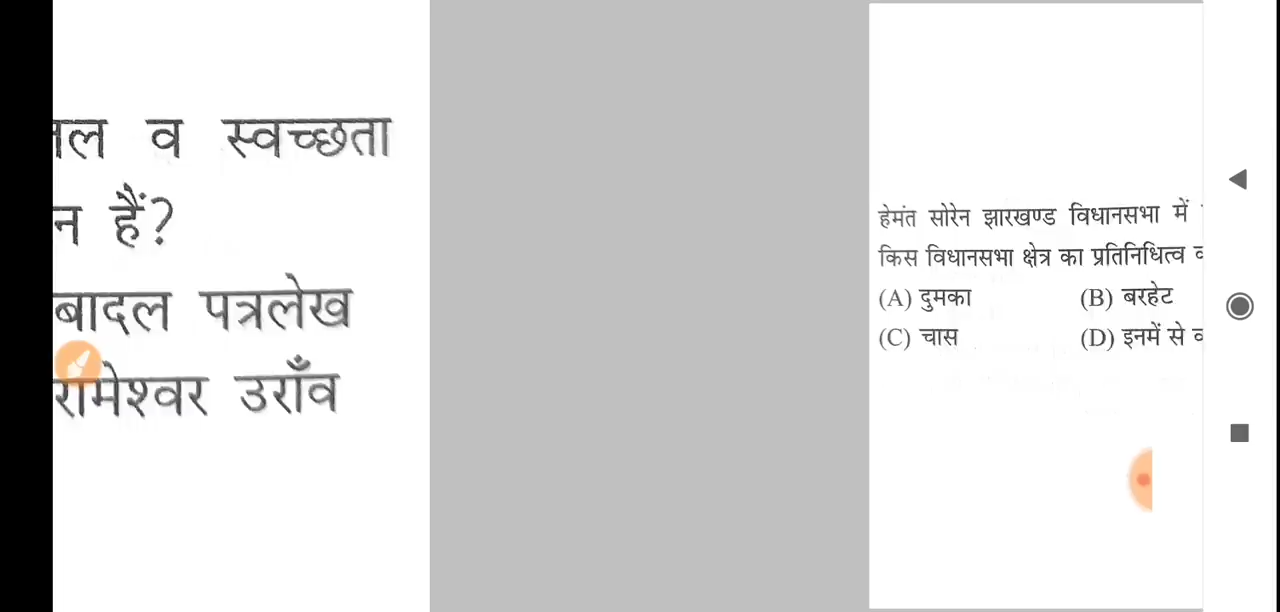 व स्वच्छता
हैं?
बादल पत्रलेख
रामेश्वर उराँव
हेमंत सोरेन झारखण्ड विधानसभा में
किस विधानसभा क्षेत्र का प्रतिनिधित्व
(A) दुमका (B) बरहेट
(C) चास (D) इनमें से